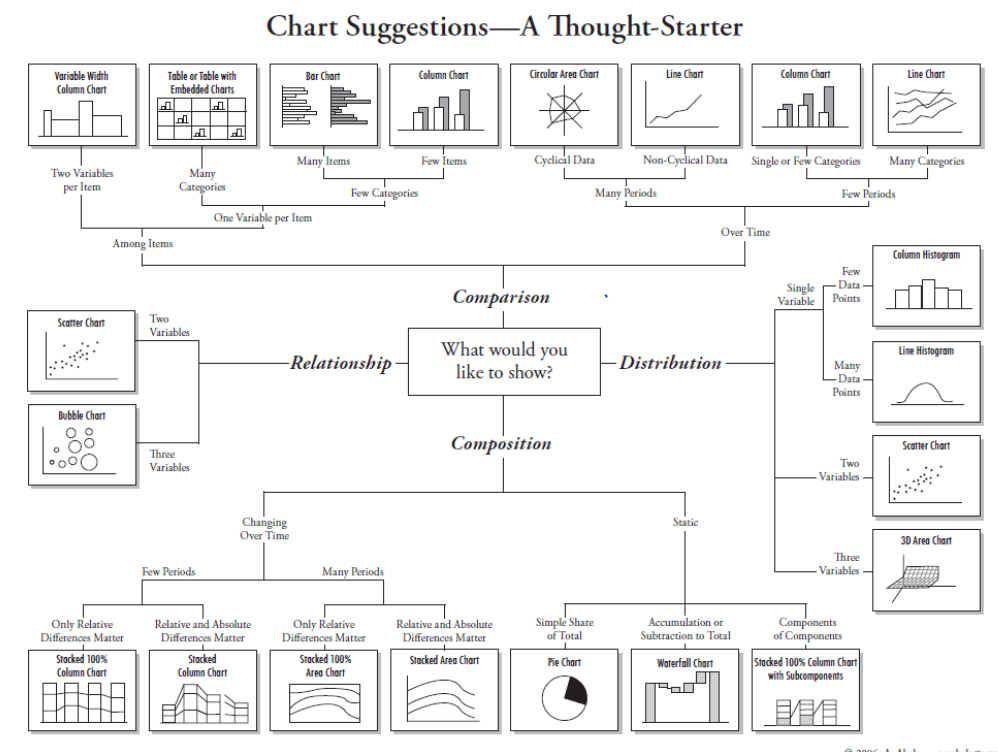 Chart Suggestions—A Thought-Starter
Variable Width
Column Chart
Table or Table with
Embedded Charts
Bar Chart
Column Chart
Circular Area Chart
Line Chart
Column Chart
Line Chart
Two Variables
per Item
Many
Categories
Many Items
Few Items
Cyclical Data
Non-Cyclical Data
Single or Few Categories
Many Categories
Few Categories
Many Periods
Few Periods
One Variable per Item
Among Items
Over Time
Comparison
What would you
like to show?
Relationship
Two
Variables
Scatter Chart
Bubble Chart
Three
Variables
Distribution
Single
Variable
Few
Data
Points
Column Histogram
Many
Data
Points
Line Histogram
Two
Variables
Scatter Chart
Three
Variables
3D Area Chart
Composition
Changing
Over Time
Static
Few Periods
Many Periods
Only Relative
Differences Matter
Relative and Absolute
Differences Matter
Only Relative
Differences Matter
Relative and Absolute
Differences Matter
Simple Share
of Total
Accumulation or
Subtraction to Total
Components
of Components
Stacked 100%
Column Chart
Stacked
Column Chart
Stacked 100%
Area Chart
Stacked Area Chart
Pie Chart
Waterfall Chart
Stacked 100% Column Chart
with Subcomponents